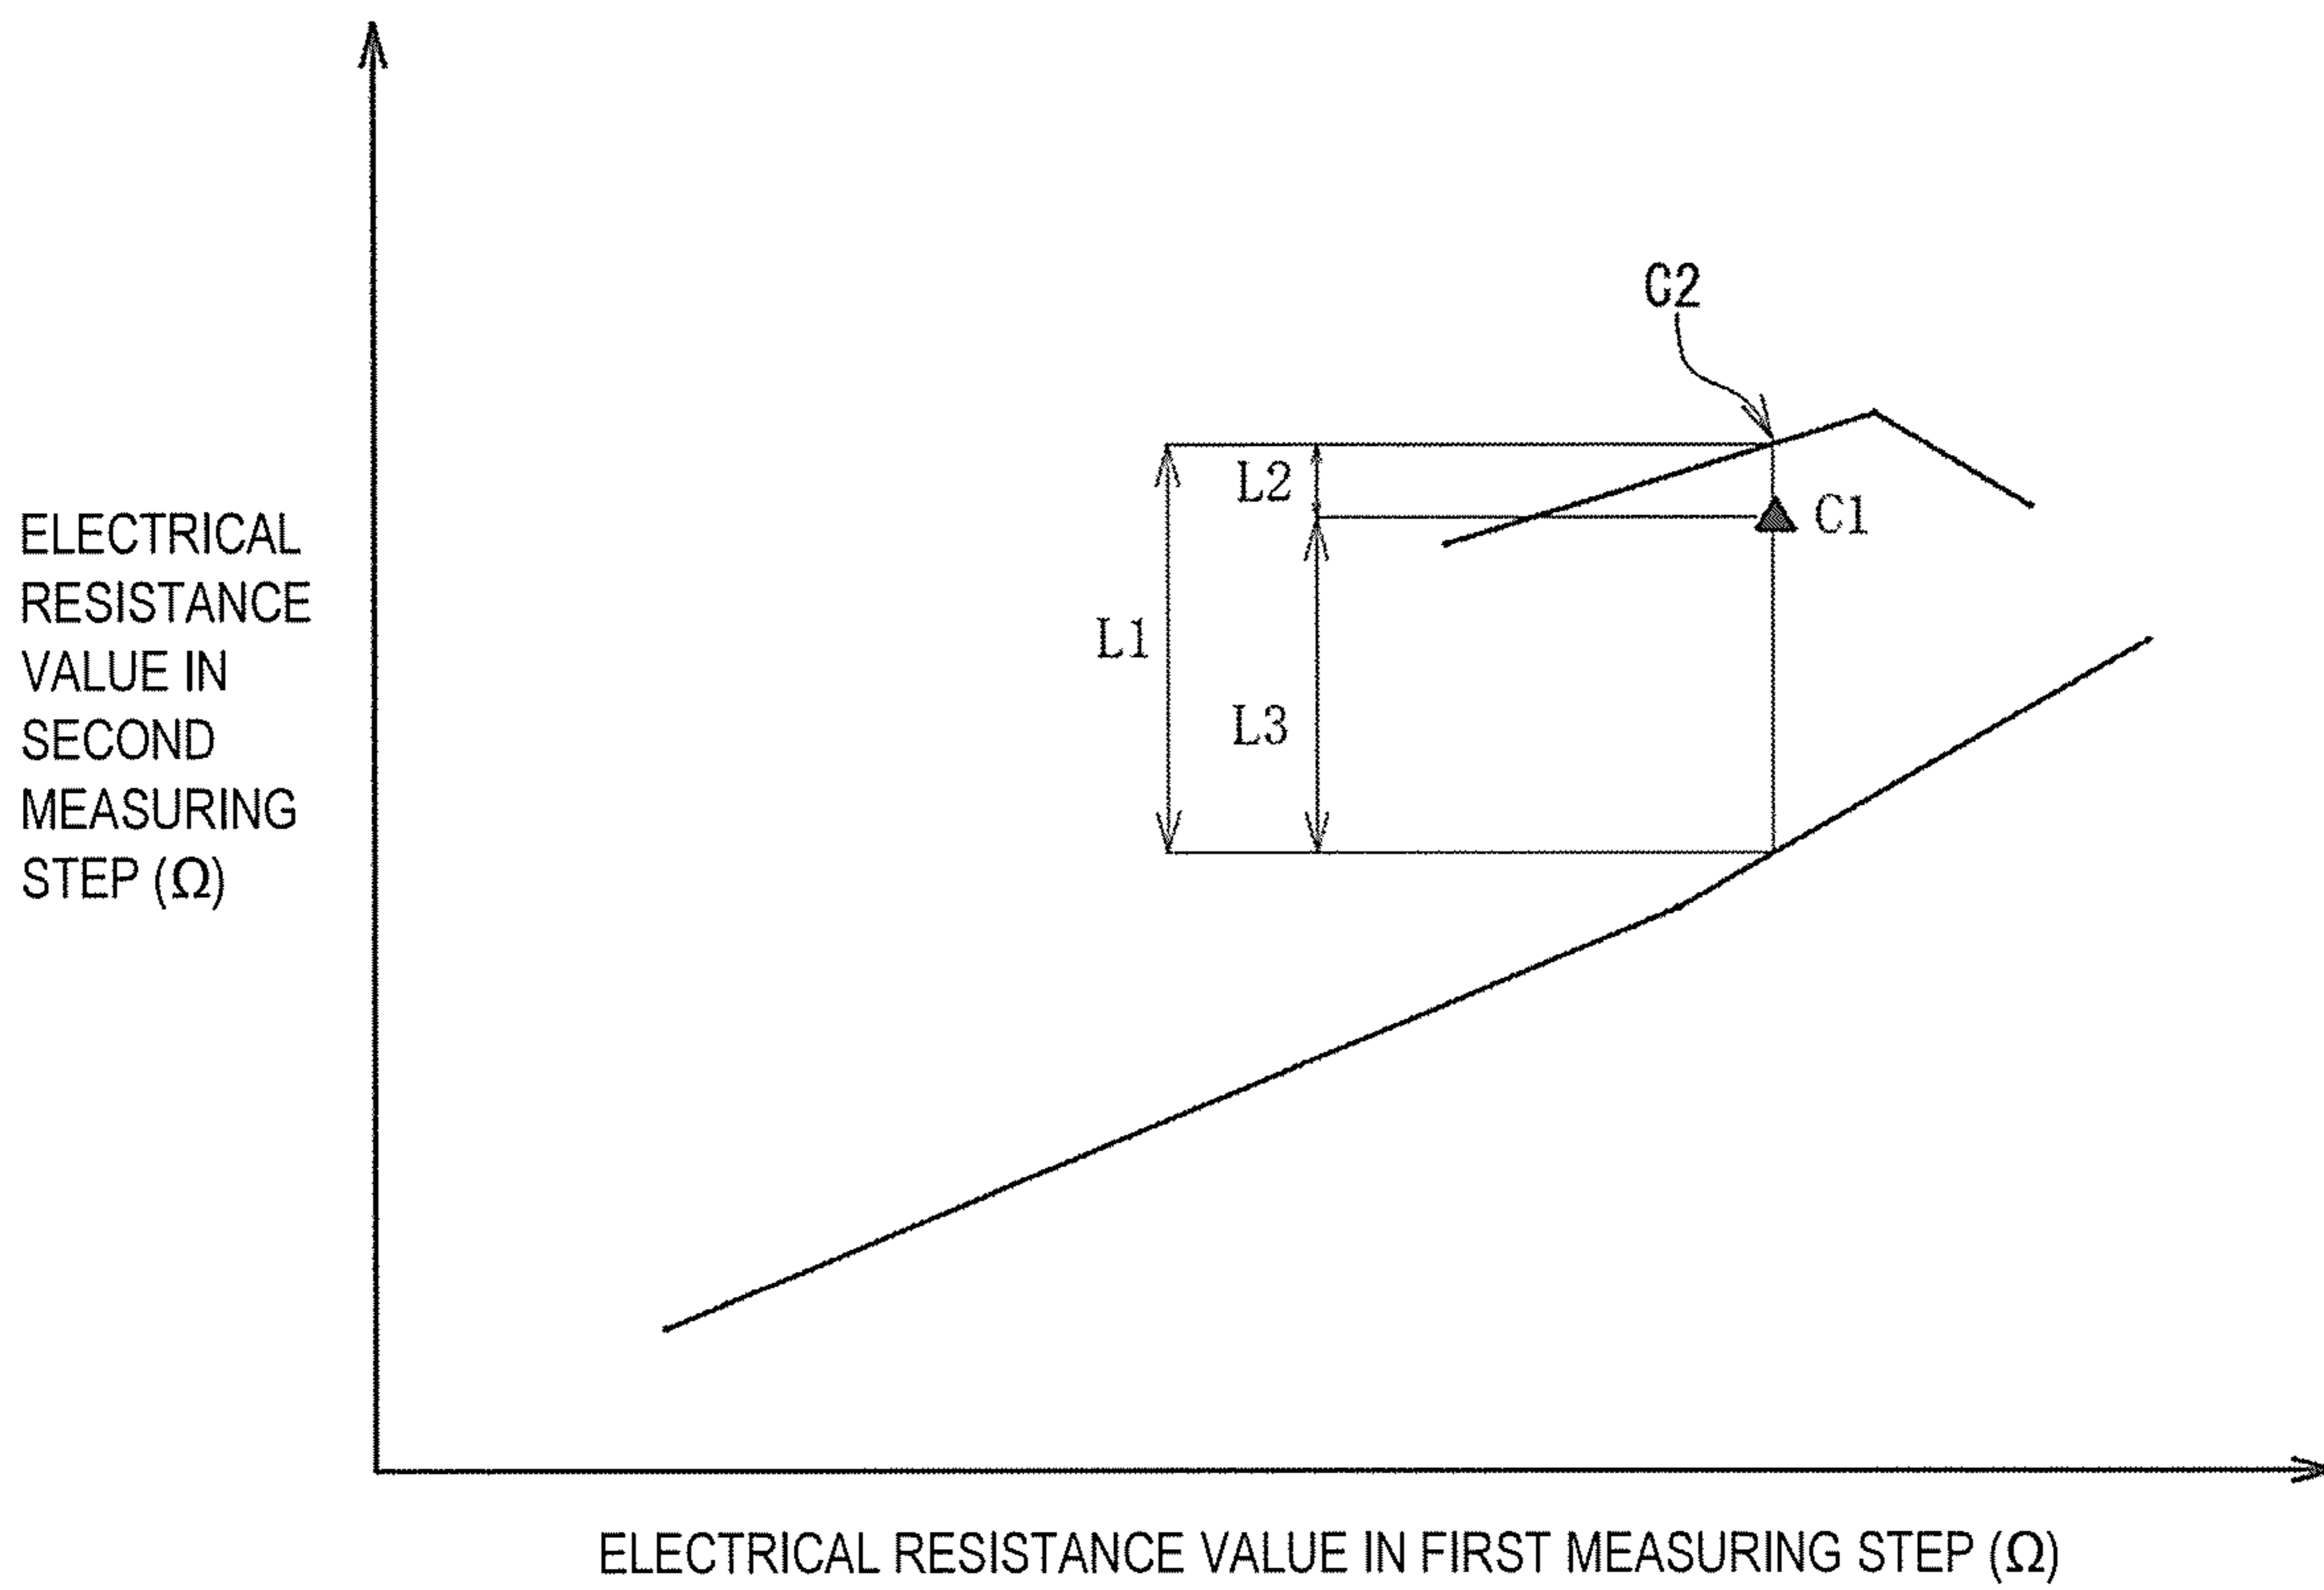 C2
L2
C1
L1
L3
ELECTRICAL
RESISTANCE
VALUE IN
SECOND
MEASURING
STEP (Ω)
ELECTRICAL RESISTANCE VALUE IN FIRST MEASURING STEP (Ω)